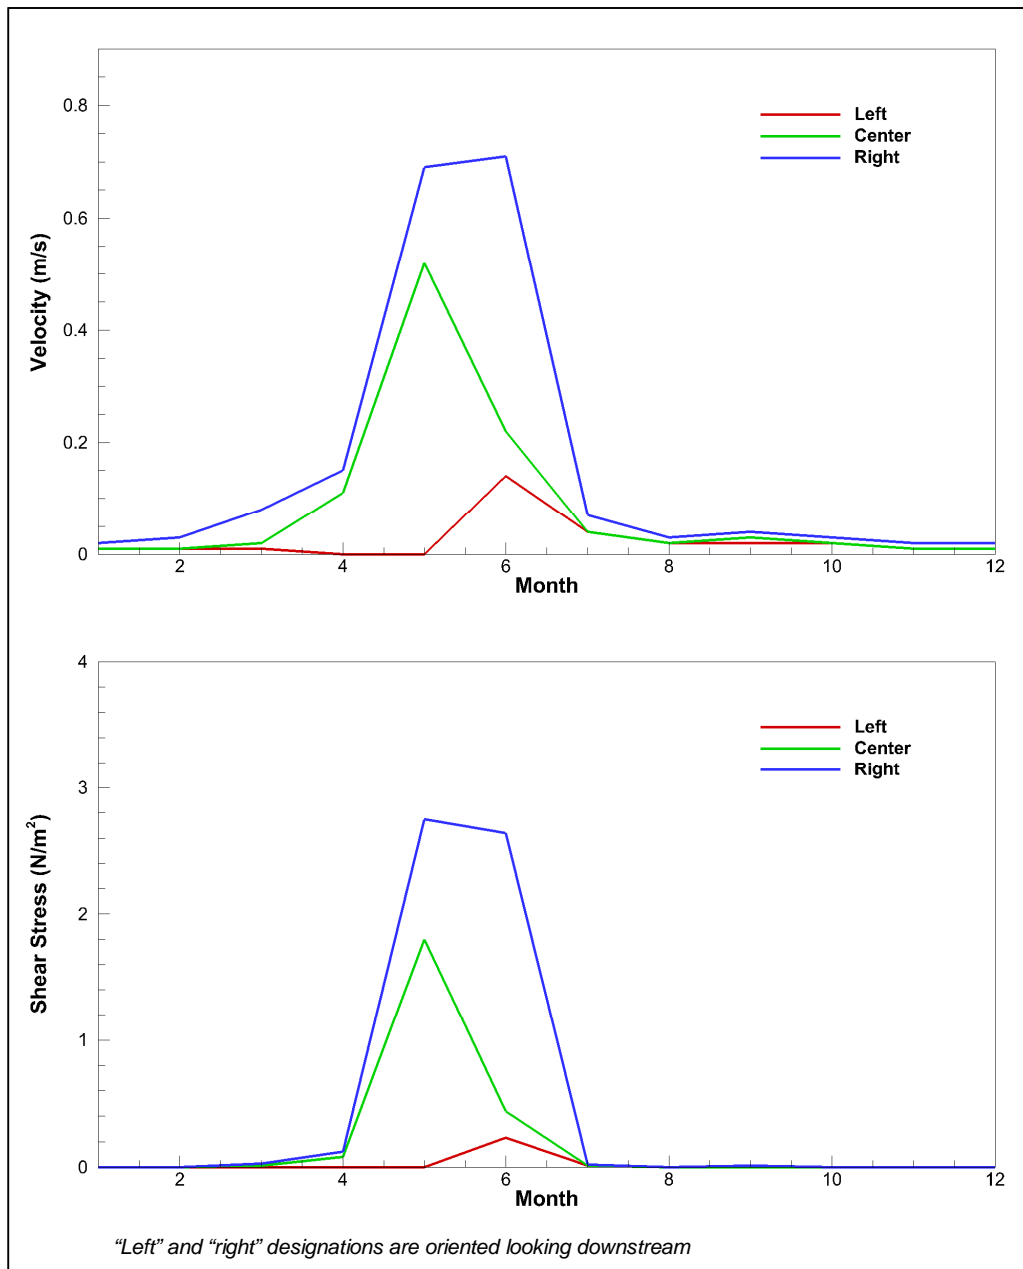 0.8
0.6
0.4
0.2
0
Velocity (m/s)
Left
Center
Right
2 4 6 8 10 12
Month
4
3
2
1
0
Shear Stress (N/m²)
Left
Center
Right
2 4 6 8 10 12
Month
“Left” and “right” designations are oriented looking downstream